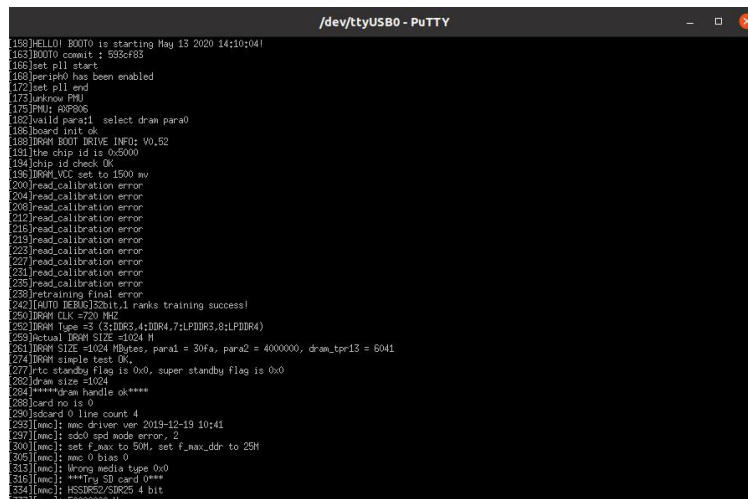 /dev/ttyUSB0 - PuTTY
[158]HELLO! BOOT0 is starting May 13 2020 14:10:04!
[163]BOOT0 commit : 593cf83
[166]set pll start
[168]periph0 has been enabled
[172]set pll end
[173]unknow PMU
[175]PMU: AXP806
[182]vaild para:1  select dram para0
[186]board init ok
[188]DRAM BOOT DRIVE INFO: V0.52
[191]the chip id is 0x5000
[194]chip id check OK
[196]DRAM_VCC set to 1500 mv
[200]read_calibration error
[204]read_calibration error
[208]read_calibration error
[212]read_calibration error
[216]read_calibration error
[219]read_calibration error
[223]read_calibration error
[227]read_calibration error
[231]read_calibration error
[235]read_calibration error
[238]retraining final error
[242][AUTO DEBUG]32bit,1 ranks training success!
[250]DRAM CLK =720 MHZ
[252]DRAM Type =3 (3:DDR3,4:DDR4,7:LPDDR3,8:LPDDR4)
[259]Actual DRAM SIZE =1024 M
[261]DRAM SIZE =1024 MBytes, para1 = 30fa, para2 = 4000000, dram_tpr13 = 6041
[274]DRAM simple test OK.
[277]rtc standby flag is 0x0, super standby flag is 0x0
[282]dram size =1024
[284]*****dram handle ok****
[288]card no is 0
[290]sdcard 0 line count 4
[293][mmc]: mmc driver ver 2019-12-19 10:41
[297][mmc]: sdc0 spd mode error, 2
[300][mmc]: set f_max to 50M, set f_max_ddr to 25M
[305][mmc]: mmc 0 bias 0
[313][mmc]: Wrong media type 0x0
[316][mmc]: ***Try SD card 0***
[334][mmc]: HSSDR52/SDR25 4 bit